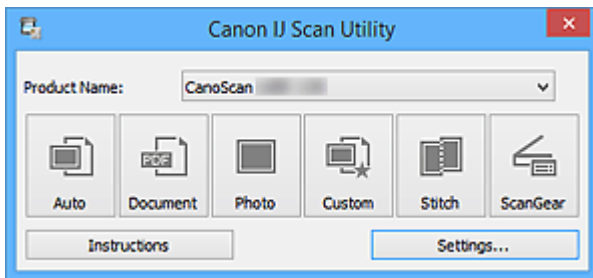 Canon IJ Scan Utility
Product Name: CanoScan
PDF
Auto Document Photo Custom Stitch ScanGear
Instructions Settings...